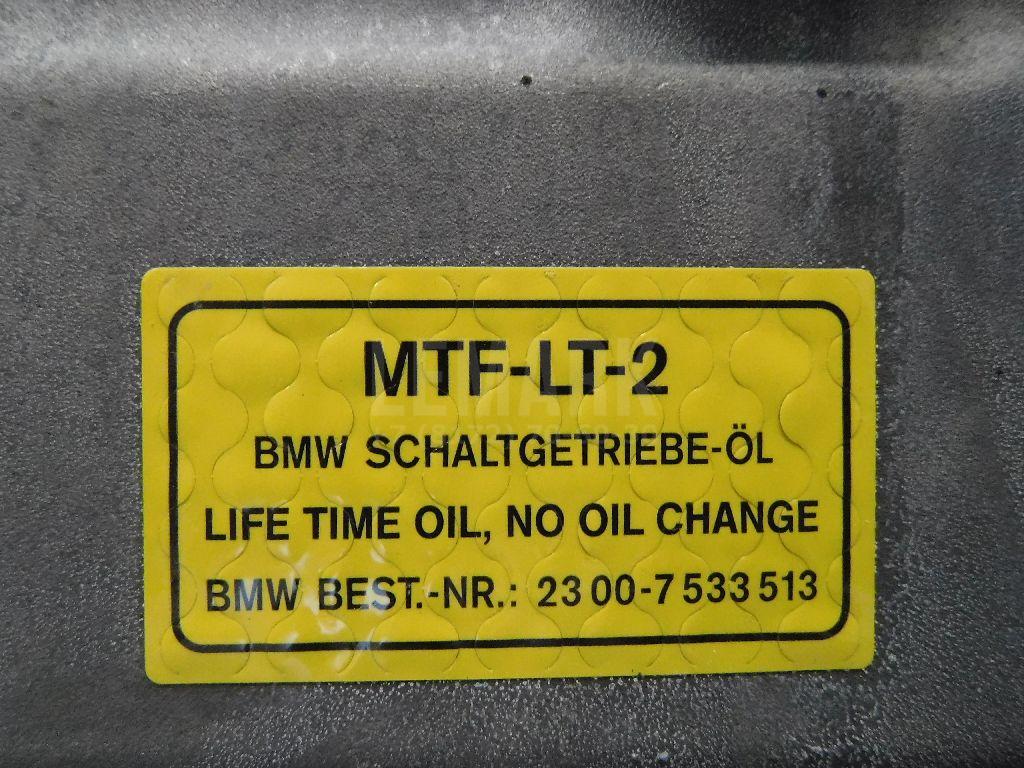 MTF-LT-2
BMW SCHALTGETRIEBE-ÖL
LIFE TIME OIL, NO OIL CHANGE
BMW BEST.-NR.: 23 00-7 533 513